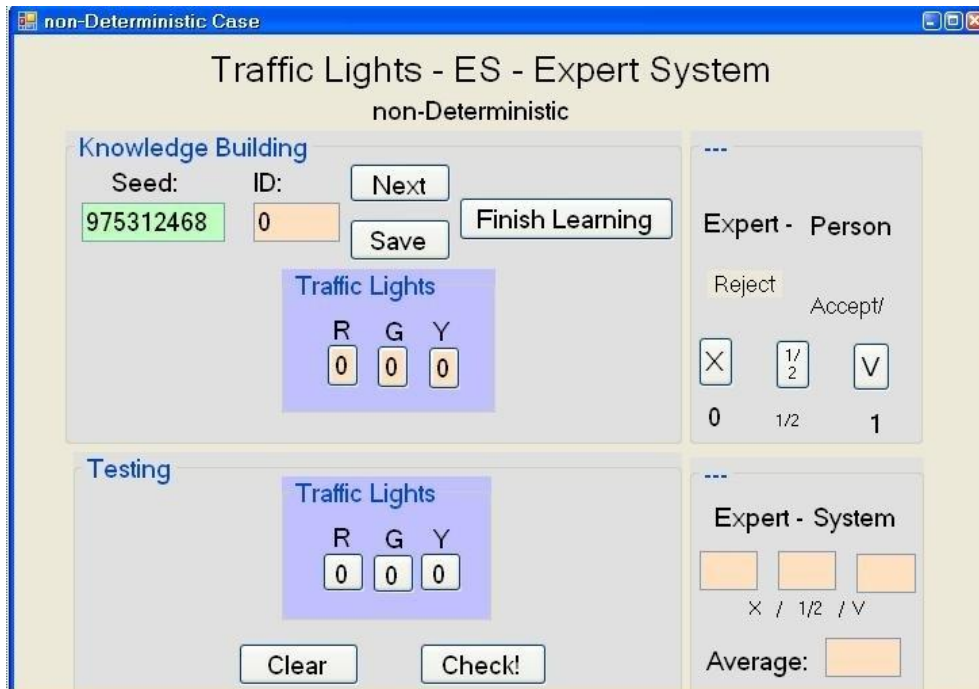 non-Deterministic Case
Traffic Lights - ES - Expert System
non-Deterministic
Knowledge Building
Seed: ID:
975312468 0
Next
Save
Finish Learning
Traffic Lights
R G Y
0 0 0
---
Expert - Person
Reject
Accept/
X 1/2 V
0 1/2 1
Testing
Traffic Lights
R G Y
0 0 0
Clear Check!
---
Expert - System
X / 1/2 / V
Average: